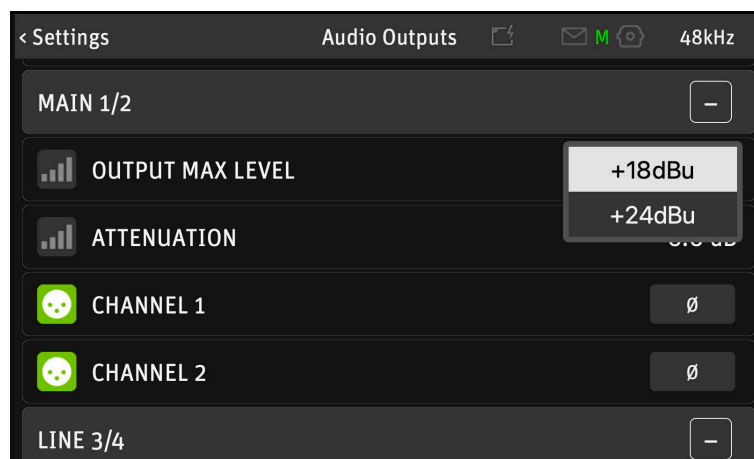 < Settings Audio Outputs M 48kHz
MAIN 1/2
−
OUTPUT MAX LEVEL
+18dBu
+24dBu
ATTENUATION
CHANNEL 1 Ø
CHANNEL 2 Ø
LINE 3/4
−